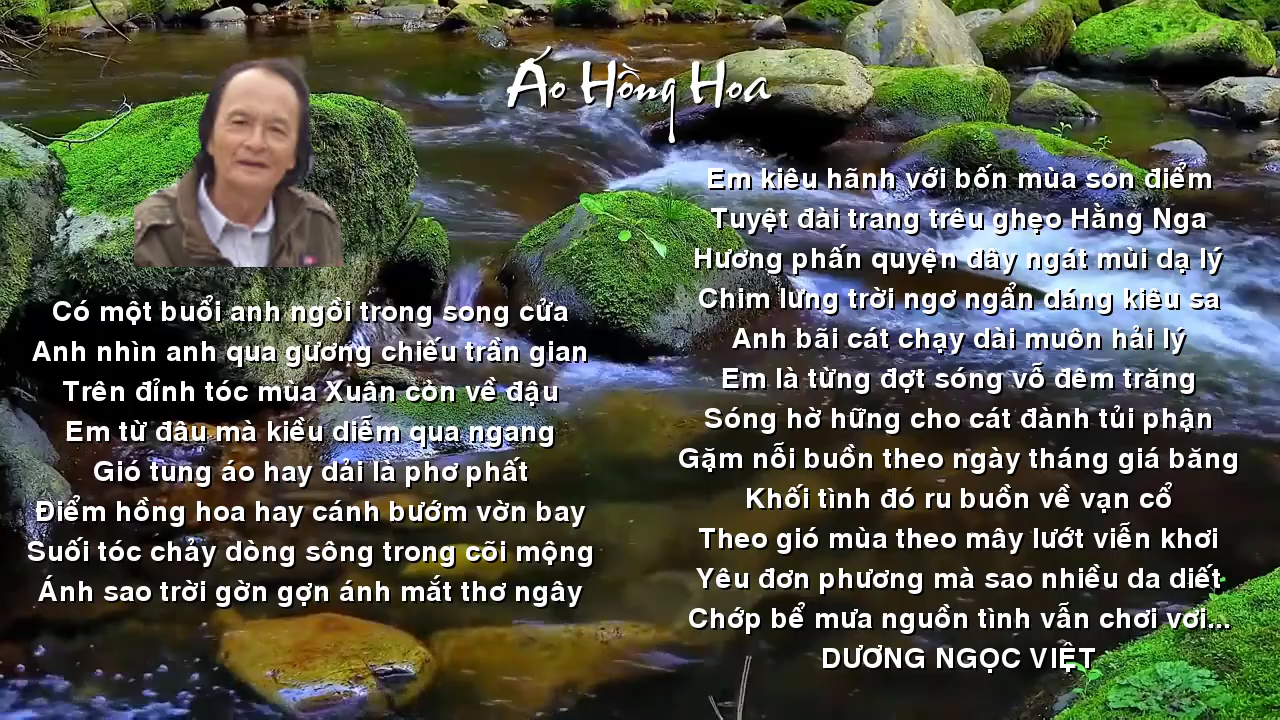 Áo Hồng Hoa
Có một buổi anh ngồi trong song cửa
Anh nhìn anh qua gương chiếu trần gian
Trên đỉnh tóc mùa Xuân còn về đậu
Em từ đâu mà kiều diễm qua ngang
Gió tung áo hay dải là phơ phất
Điểm hồng hoa hay cánh bướm vờn bay
Suối tóc chảy dòng sông trong cõi mộng
Ánh sao trời gờn gợn ánh mắt thơ ngây
Em kiêu hãnh với bốn mùa son điểm
Tuyệt đài trang trêu ghẹo Hằng Nga
Hương phấn quyện đây ngát mùi dạ lý
Chim lưng trời ngơ ngẩn dáng kiêu sa
Anh bãi cát chạy dài muôn hải lý
Em là từng đợt sóng vỗ đêm trăng
Sóng hờ hững cho cát đành tủi phận
Gặm nỗi buồn theo ngày tháng giá băng
Khối tình đó ru buồn về vạn cổ
Theo gió mùa theo mây lướt viễn khơi
Yêu đơn phương mà sao nhiều da diết
Chớp bể mưa nguồn tình vẫn chơi vơi...
DƯƠNG NGỌC VIỆT